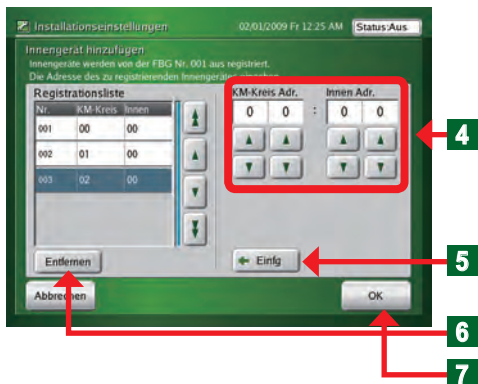 Installationseinstellungen 02/01/2009 Fr 12:25 AM Status:Aus.
Innengerät hinzufügen
Innengeräte werden von der FBG Nr. 001 aus registriert.
Die Adresse des zu registrierenden Innengerätes eingeben.
Registrationsliste KM-Kreis Adr. Innen Adr.
Nr. KM-Kreis Innen 0 0 : 0 0
001 00 00
002 01 00
003 02 00
4
Entfernen Einfg 5
Abbrechen OK
6
7